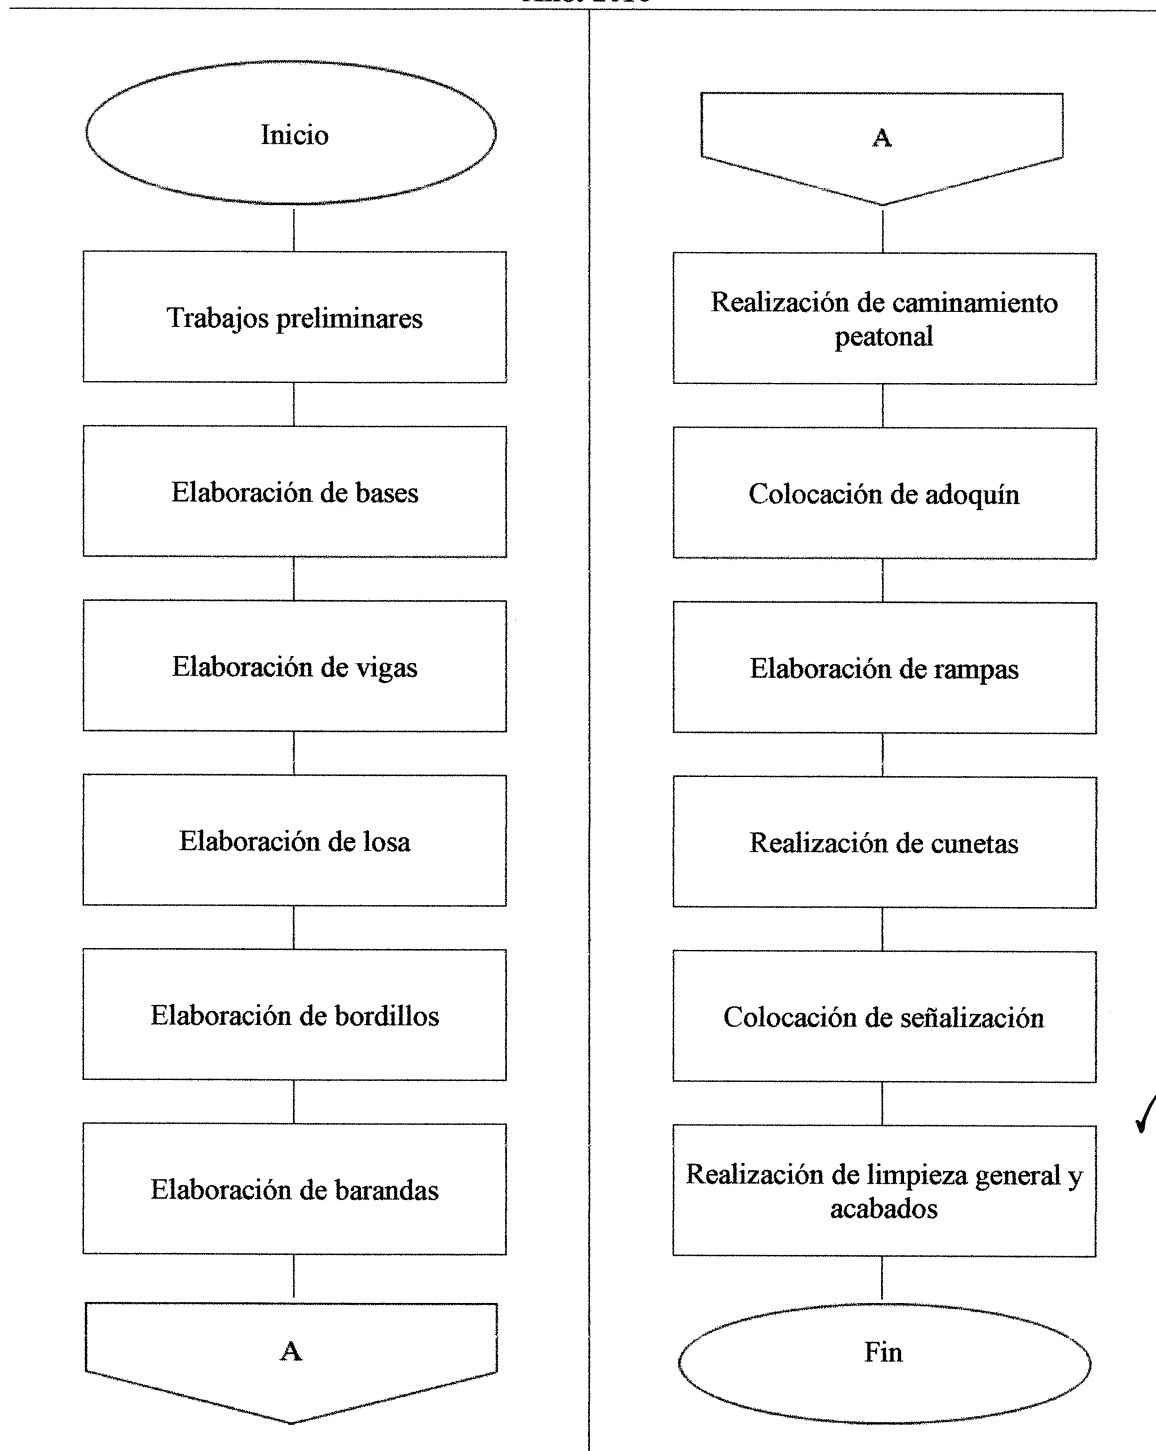 Inicio
Trabajos preliminares
Elaboración de bases
Elaboración de vigas
Elaboración de losa
Elaboración de bordillos
Elaboración de barandas
A
A
Realización de caminamiento
peatonal
Colocación de adoquín
Elaboración de rampas
Realización de cunetas
Colocación de señalización
Realización de limpieza general y
acabados
Fin